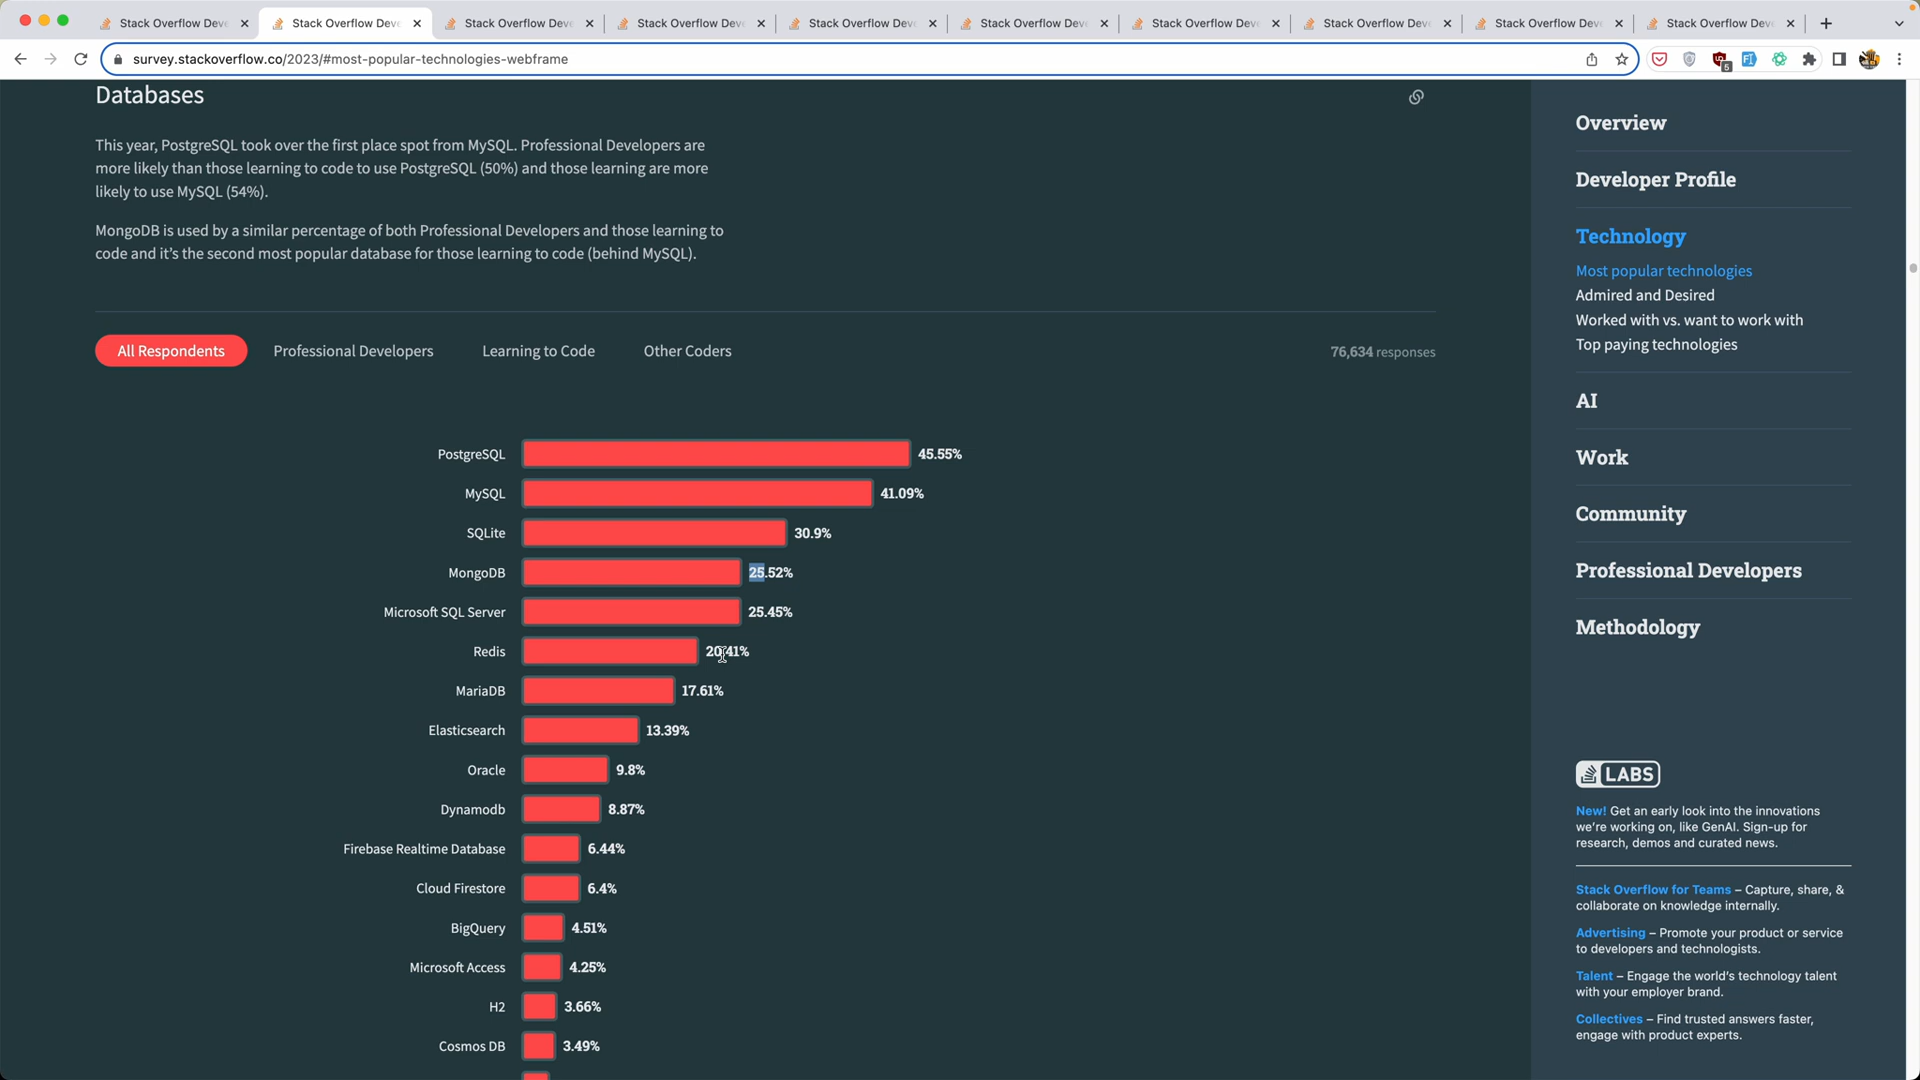 Stack Overflow Deve
Stack Overflow Deve
Stack Overflow Deve
Stack Overflow Deve
Stack Overflow Deve
Stack Overflow Deve
Stack Overflow Deve
Stack Overflow Deve
Stack Overflow Deve
Stack Overflow Deve
survey.stackoverflow.co/2023/#most-popular-technologies-webframe
5
Databases
This year, PostgreSQL took over the first place spot from MySQL. Professional Developers are
more likely than those learning to code to use PostgreSQL (50%) and those learning are more
likely to use MySQL (54%).
MongoDB is used by a similar percentage of both Professional Developers and those learning to
code and it's the second most popular database for those learning to code (behind MySQL).
All Respondents
Professional Developers
Learning to Code
Other Coders
76,634 responses
PostgreSQL 45.55%
MySQL 41.09%
SQLite 30.9%
MongoDB 25.52%
Microsoft SQL Server 25.45%
Redis 20.41%
MariaDB 17.61%
Elasticsearch 13.39%
Oracle 9.8%
Dynamodb 8.87%
Firebase Realtime Database 6.44%
Cloud Firestore 6.4%
BigQuery 4.51%
Microsoft Access 4.25%
H2 3.66%
Cosmos DB 3.49%
Overview
Developer Profile
Technology
Most popular technologies
Admired and Desired
Worked with vs. want to work with
Top paying technologies
AI
Work
Community
Professional Developers
Methodology
LABS
New! Get an early look into the innovations
we're working on, like GenAI. Sign-up for
research, demos and curated news.
Stack Overflow for Teams – Capture, share, &
collaborate on knowledge internally.
Advertising – Promote your product or service
to developers and technologists.
Talent – Engage the world's technology talent
with your employer brand.
Collectives – Find trusted answers faster,
engage with product experts.